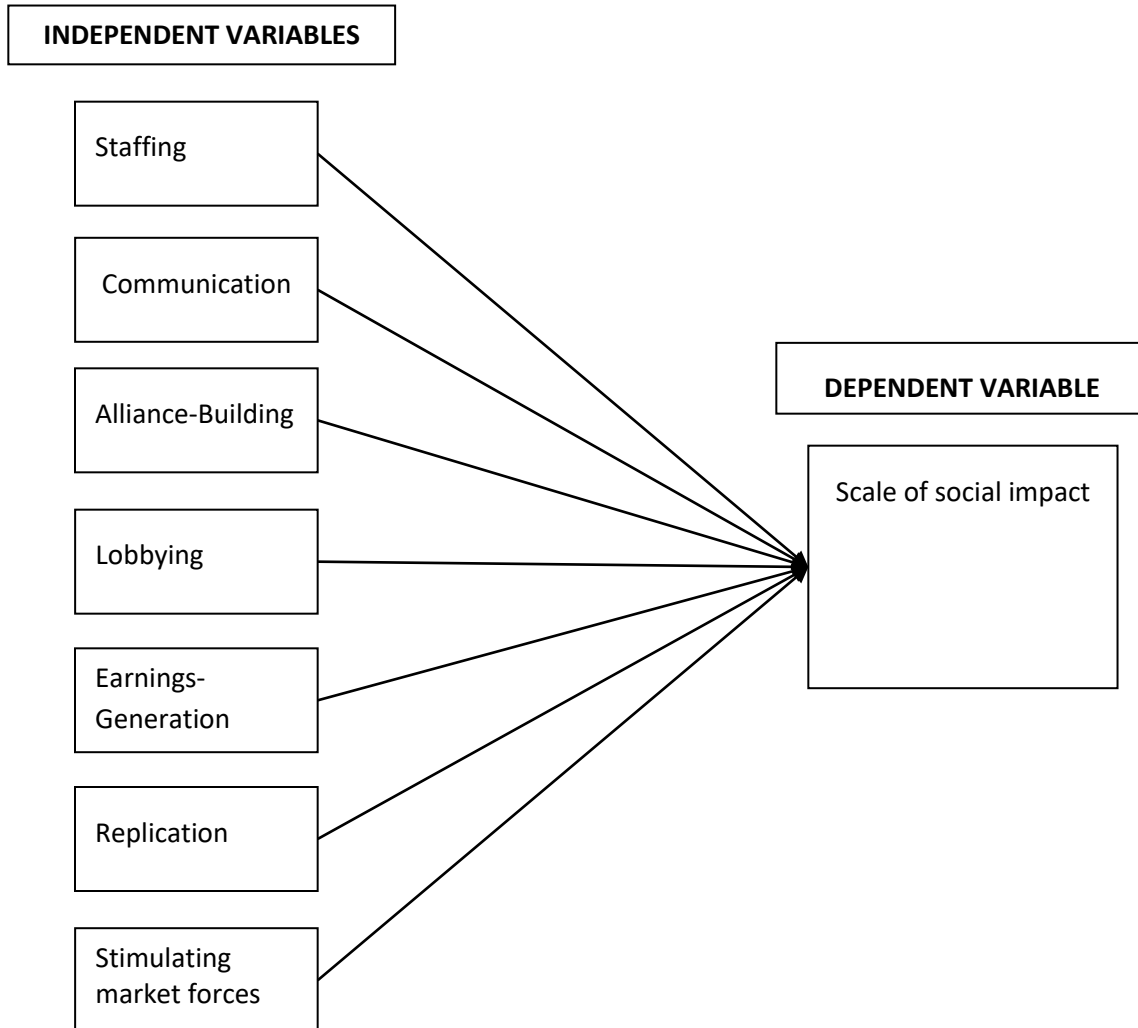 INDEPENDENT VARIABLES
Staffing
Communication
Alliance-Building
Lobbying
Earnings-
Generation
Replication
Stimulating
market forces
DEPENDENT VARIABLE
Scale of social impact